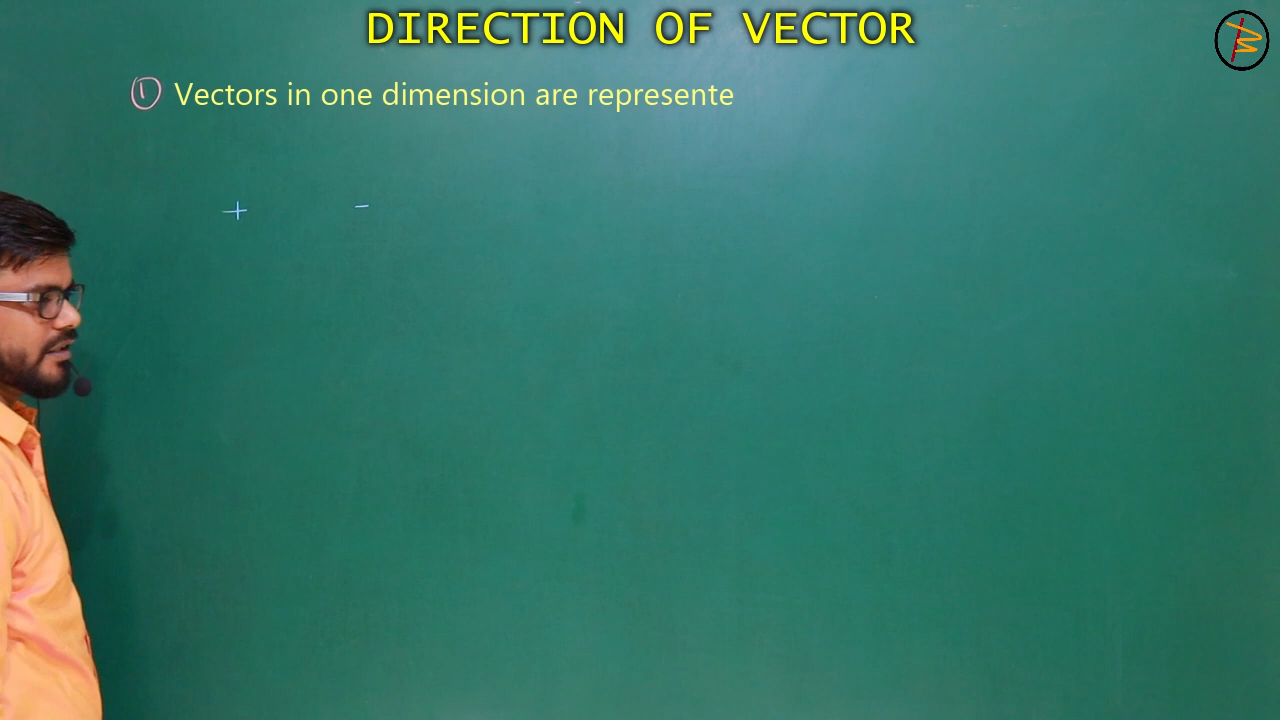 DIRECTION OF VECTOR
① Vectors in one dimension are represente
+ -